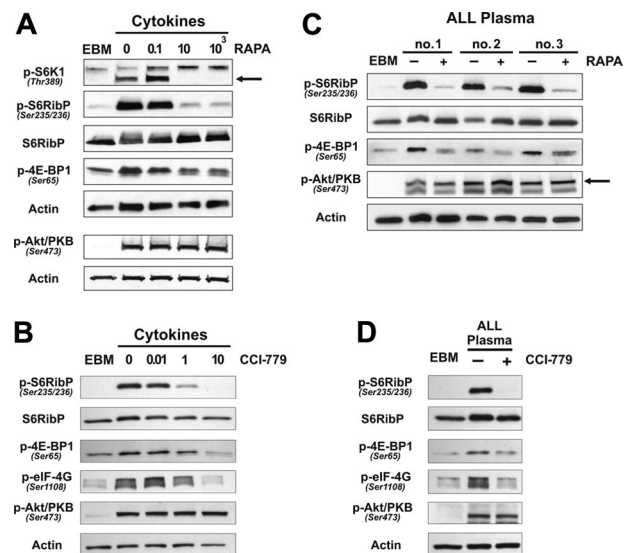 A
Cytokines
EBM 0 0.1 10 10³ RAPA
p-S6K1
(Thr389)
p-S6RibP
(Ser235/236)
S6RibP
p-4E-BP1
(Ser65)
Actin
p-Akt/PKB
(Ser473)
Actin
B
Cytokines
EBM 0 0.01 1 10 CCI-779
p-S6RibP
(Ser235/236)
S6RibP
p-4E-BP1
(Ser65)
p-eIF-4G
(Ser1108)
p-Akt/PKB
(Ser473)
Actin
C
ALL Plasma
no.1 no.2 no.3
EBM − + − + − + RAPA
p-S6RibP
(Ser235/236)
S6RibP
p-4E-BP1
(Ser65)
p-Akt/PKB
(Ser473)
Actin
D
ALL
Plasma
EBM − + CCI-779
p-S6RibP
(Ser235/236)
S6RibP
p-4E-BP1
(Ser65)
p-eIF-4G
(Ser1108)
p-Akt/PKB
(Ser473)
Actin